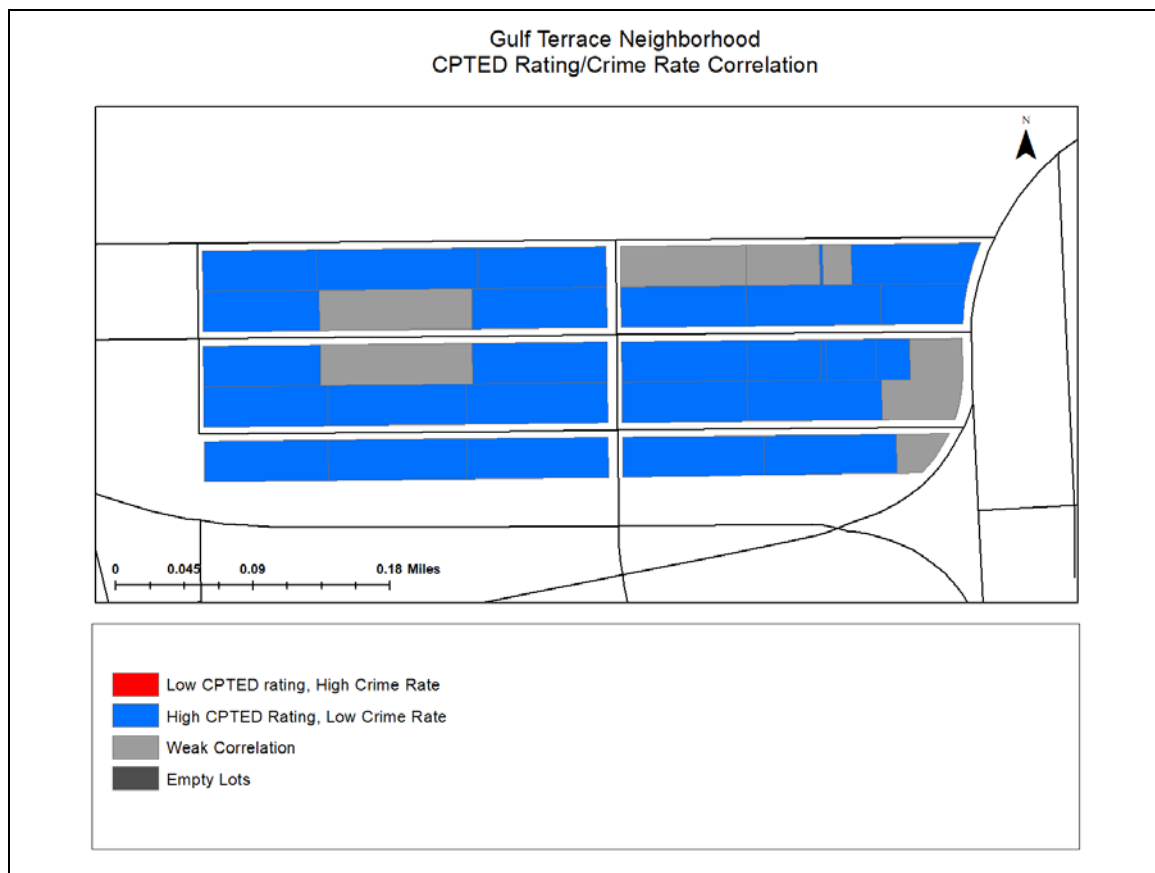 Gulf Terrace Neighborhood
CPTED Rating/Crime Rate Correlation
N
0 0.045 0.09 0.18 Miles
Low CPTED rating, High Crime Rate
High CPTED Rating, Low Crime Rate
Weak Correlation
Empty Lots